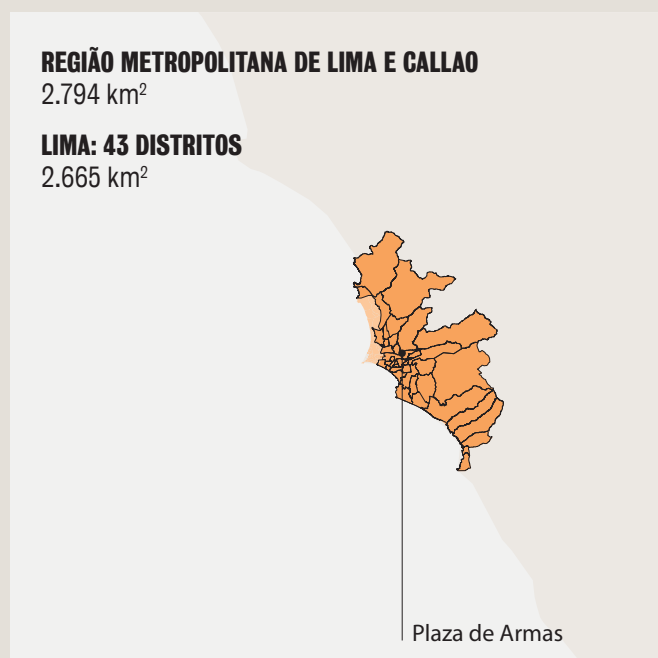 REGIÃO METROPOLITANA DE LIMA E CALLAO
2.794 km²
LIMA: 43 DISTRITOS
2.665 km²
Plaza de Armas